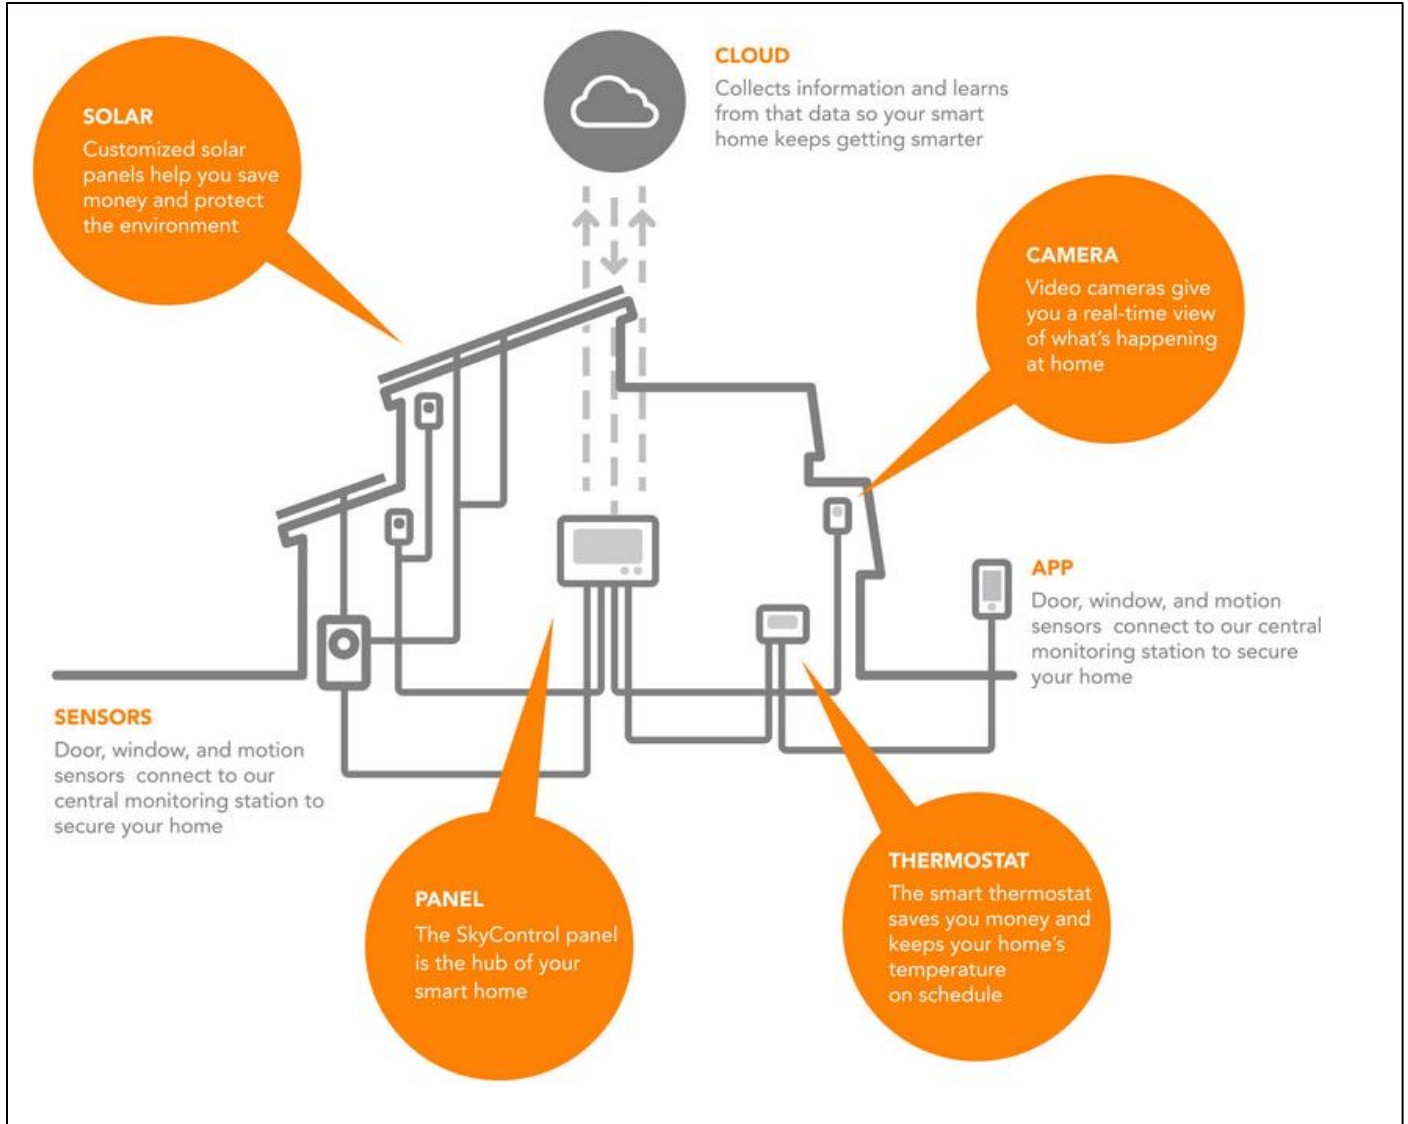 CLOUD
Collects information and learns
from that data so your smart
home keeps getting smarter
SOLAR
Customized solar
panels help you save
money and protect
the environment
CAMERA
Video cameras give
you a real-time view
of what's happening
at home
APP
Door, window, and motion
sensors connect to our central
monitoring station to secure
your home
SENSORS
Door, window, and motion
sensors connect to our
central monitoring station to
secure your home
PANEL
The SkyControl panel
is the hub of your
smart home
THERMOSTAT
The smart thermostat
saves you money and
keeps your home's
temperature
on schedule